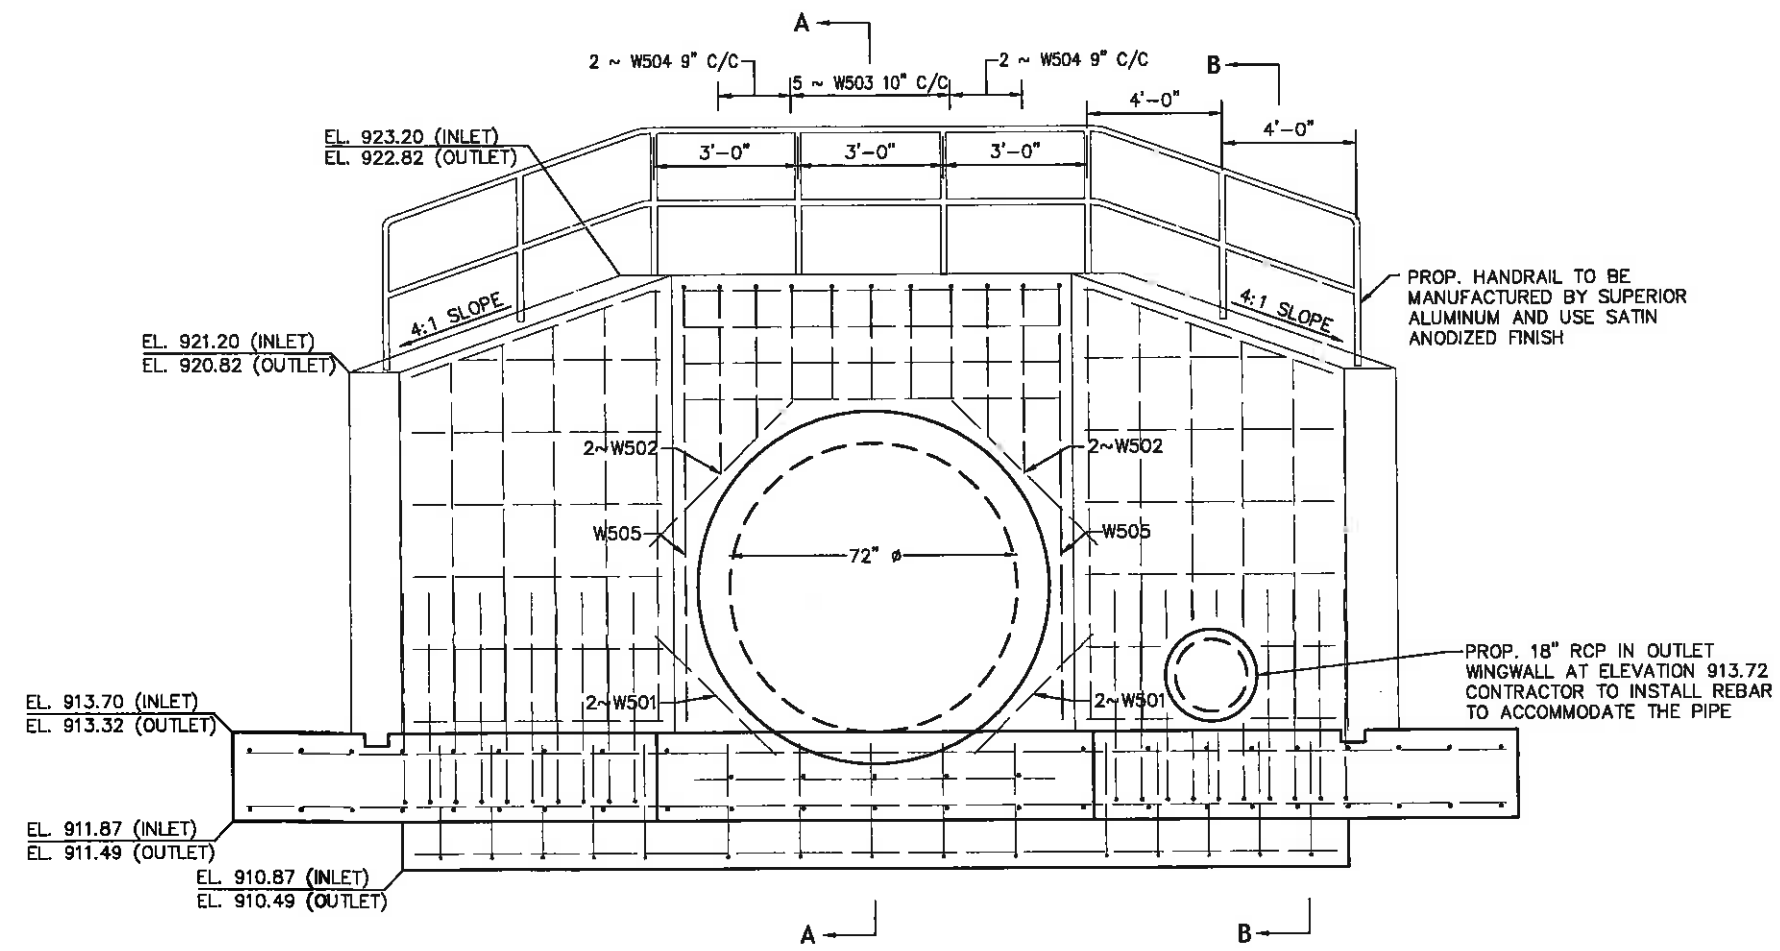 A
2 ~ W504 9" C/C
2 ~ W504 9" C/C
5 ~ W503 10" C/C
B
4'-0"
4'-0"
EL. 923.20 (INLET)
EL. 922.82 (OUTLET)
3'-0"
3'-0"
3'-0"
PROP. HANDRAIL TO BE
MANUFACTURED BY SUPERIOR
ALUMINUM AND USE SATIN
ANODIZED FINISH
4:1 SLOPE
4:1 SLOPE
EL. 921.20 (INLET)
EL. 920.82 (OUTLET)
2~W502
2~W502
W505
W505
72" ø
PROP. 18" RCP IN OUTLET
WINGWALL AT ELEVATION 913.72
CONTRACTOR TO INSTALL REBAR
TO ACCOMMODATE THE PIPE
2~W501
2~W501
EL. 913.70 (INLET)
EL. 913.32 (OUTLET)
EL. 911.87 (INLET)
EL. 911.49 (OUTLET)
EL. 910.87 (INLET)
EL. 910.49 (OUTLET)
A
B